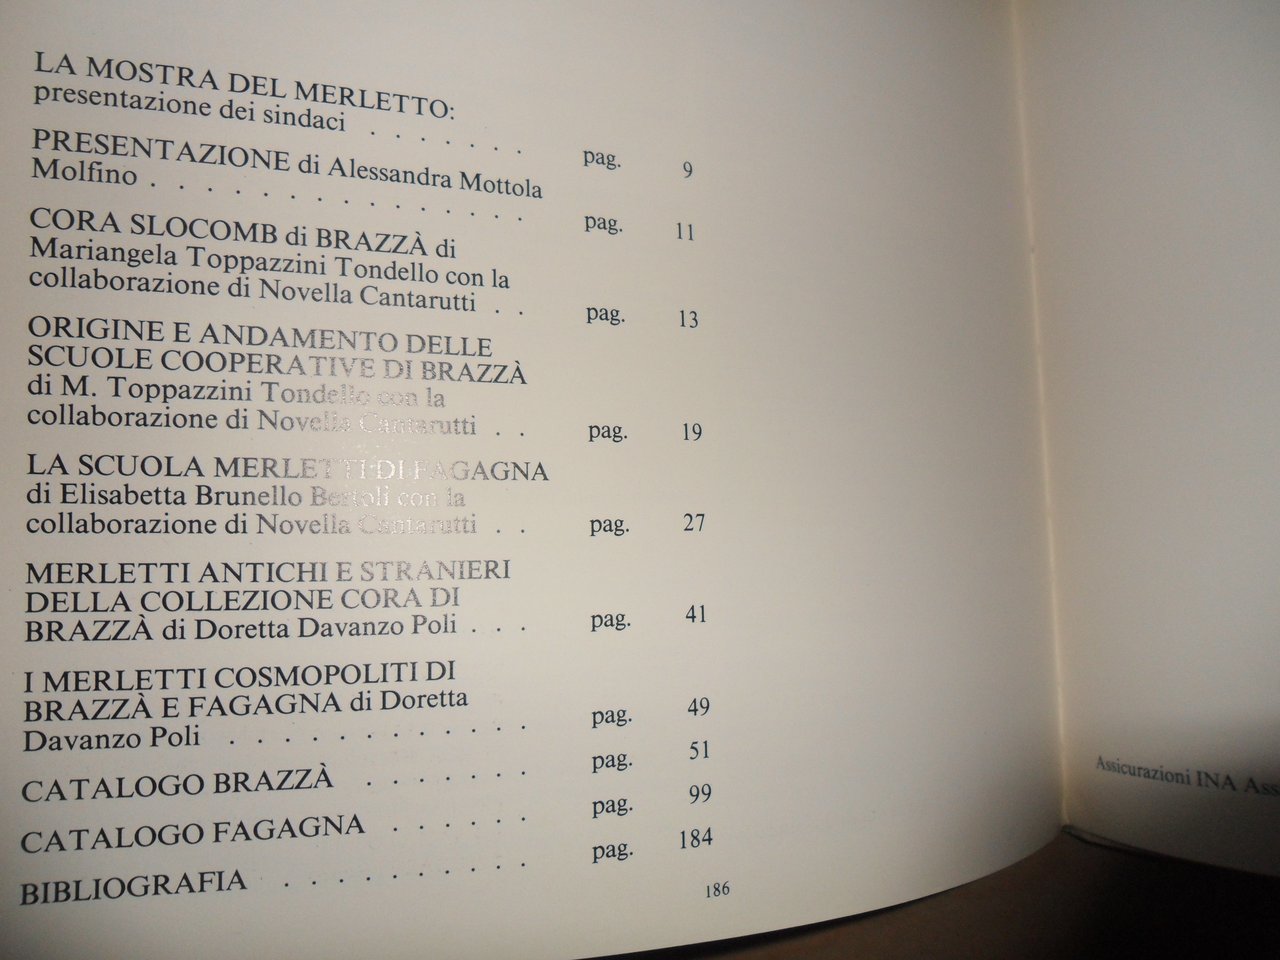 LA MOSTRA DEL MERLETTO:
presentazione dei sindaci . . . . . . pag. 9
PRESENTAZIONE di Alessandra Mottola
Molfino . . . . . . . . . . . . . . pag. 11
CORA SLOCOMB di BRAZZÀ di
Mariangela Toppazzini Tondello con la
collaborazione di Novella Cantarutti . . pag. 13
ORIGINE E ANDAMENTO DELLE
SCUOLE COOPERATIVE DI BRAZZÀ
di M. Toppazzini Tondello con la
collaborazione di Novella Cantarutti . . pag. 19
LA SCUOLA MERLETTI DI FAGAGNA
di Elisabetta Brunello Bertoli con la
collaborazione di Novella Cantarutti . . pag. 27
MERLETTI ANTICHI E STRANIERI
DELLA COLLEZIONE CORA DI
BRAZZÀ di Doretta Davanzo Poli . . . pag. 41
I MERLETTI COSMOPOLITI DI
BRAZZÀ E FAGAGNA di Doretta
Davanzo Poli . . . . . . . . . . . . pag. 49
CATALOGO BRAZZÀ . . . . . . . pag. 51
CATALOGO FAGAGNA . . . . . . pag. 99
BIBLIOGRAFIA . . . . . . . . . . pag. 184
186
Assicurazioni INA Ass